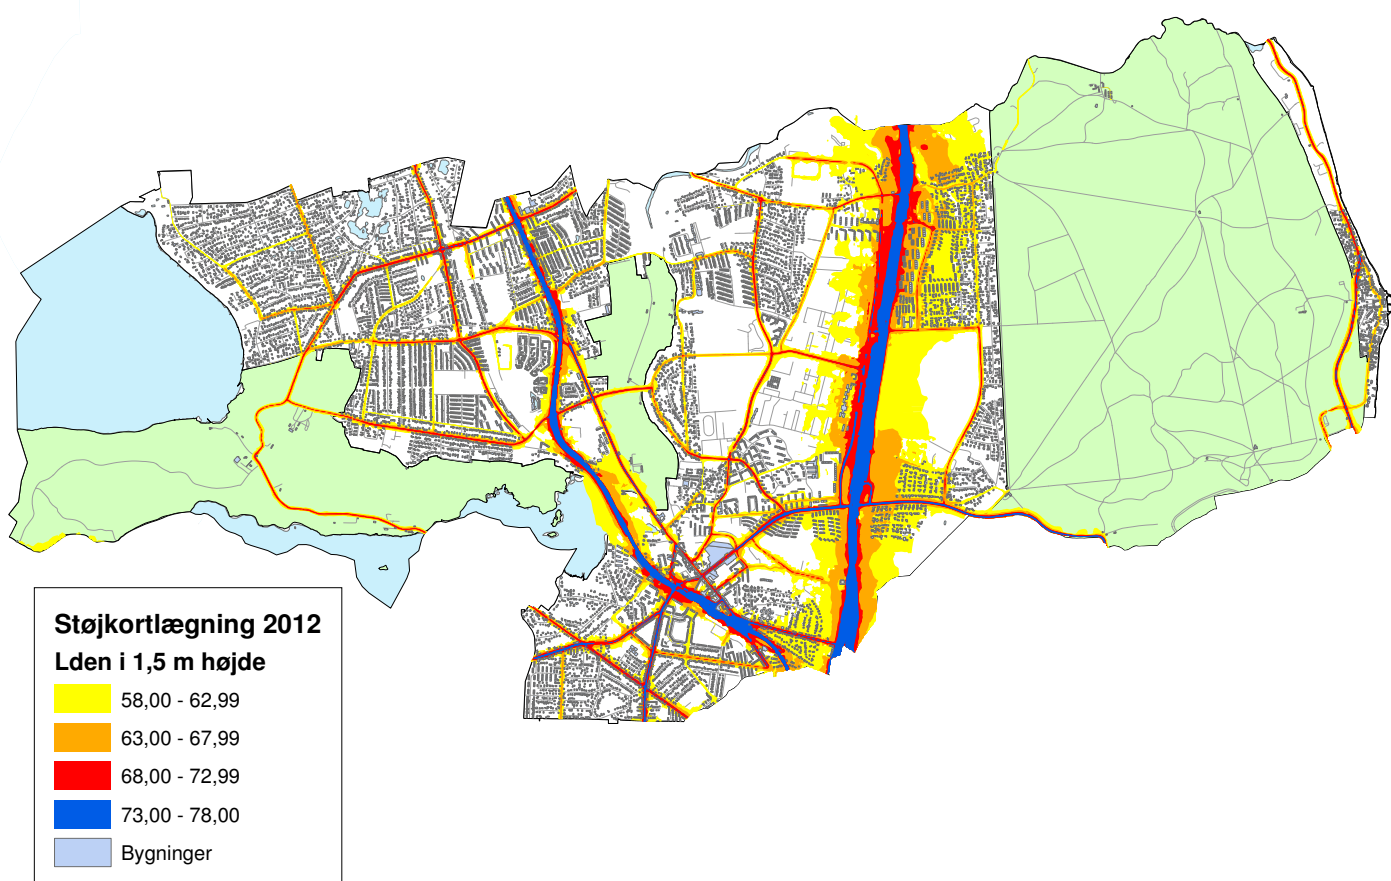 Støjkortlægning 2012
Lden i 1,5 m højde
58,00 - 62,99
63,00 - 67,99
68,00 - 72,99
73,00 - 78,00
Bygninger